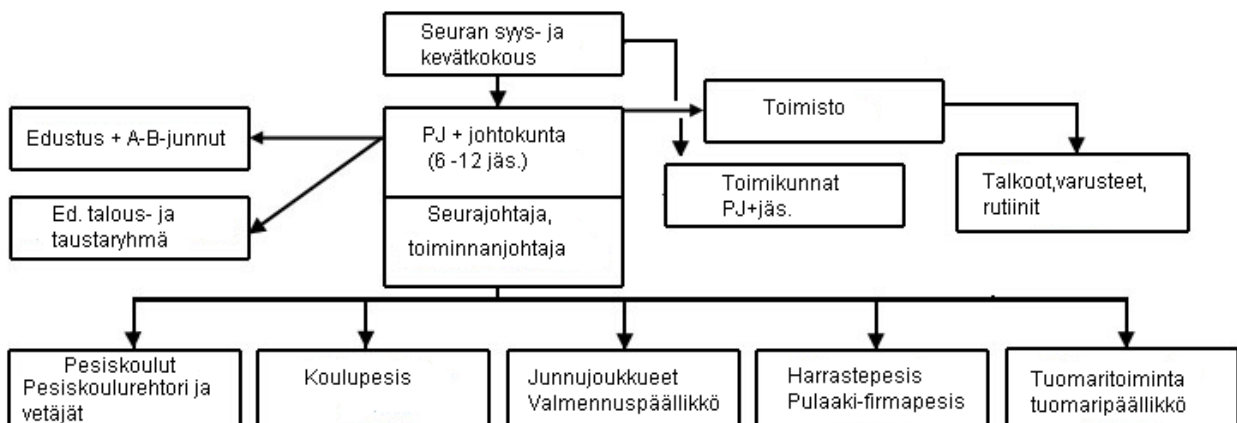 Seuran syys- ja
kevätkokous
Edustus + A-B-junnut
PJ + johtokunta
(6 -12 jäs.)
Toimisto
Toimikunnat
PJ+jäs.
Talkoot,varusteet,
rutiinit
Ed. talous- ja
taustaryhmä
Seurajohtaja,
toiminnanjohtaja
Pesiskoulut
Pesiskoulurehtori ja
vetäjät
Koulupesis
Junnujoukkueet
Valmennuspäällikkö
Harrastepesis
Pulaaki-firmapesis
Tuomaritoiminta
tuomaripäällikkö